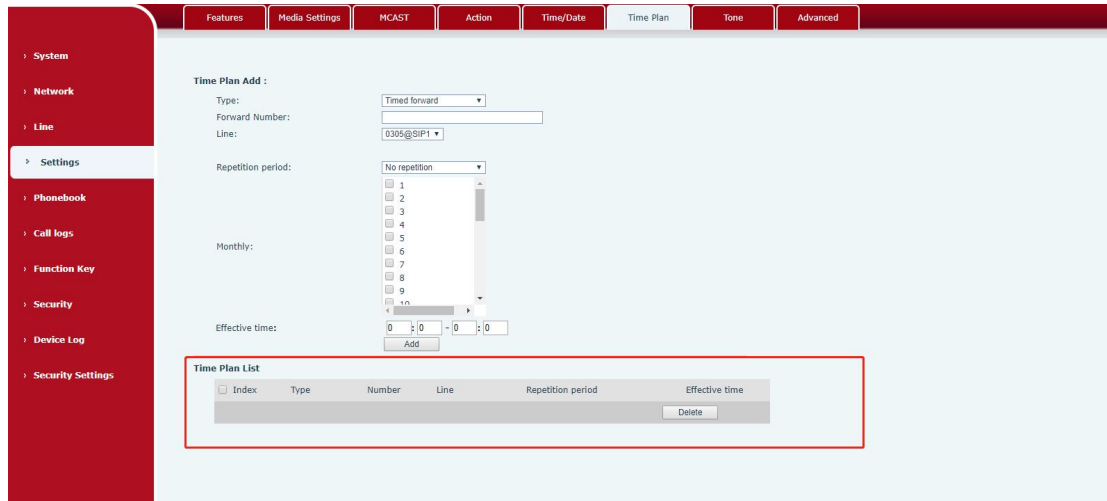 Features Media Settings MCAST Action Time/Date Time Plan Tone Advanced
› System
› Network
› Line
› Settings
› Phonebook
› Call logs
› Function Key
› Security
› Device Log
› Security Settings
Time Plan Add :
Type: Timed forward
Forward Number:
Line: 0305@SIP1
Repetition period: No repetition
Monthly:
1
2
3
4
5
6
7
8
9
10
Effective time: 0 : 0 - 0 : 0
Add
Time Plan List
Index Type Number Line Repetition period Effective time
Delete